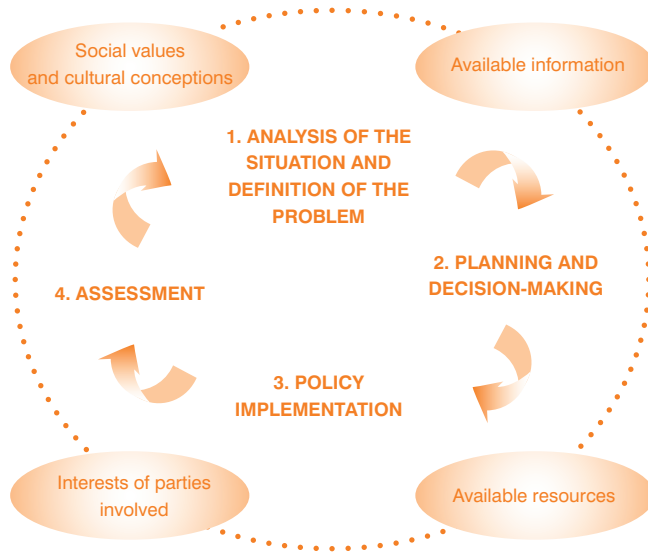 Social values
and cultural conceptions
Available information
1. ANALYSIS OF THE
SITUATION AND
DEFINITION OF THE
PROBLEM
2. PLANNING AND
DECISION-MAKING
4. ASSESSMENT
3. POLICY
IMPLEMENTATION
Interests of parties
involved
Available resources